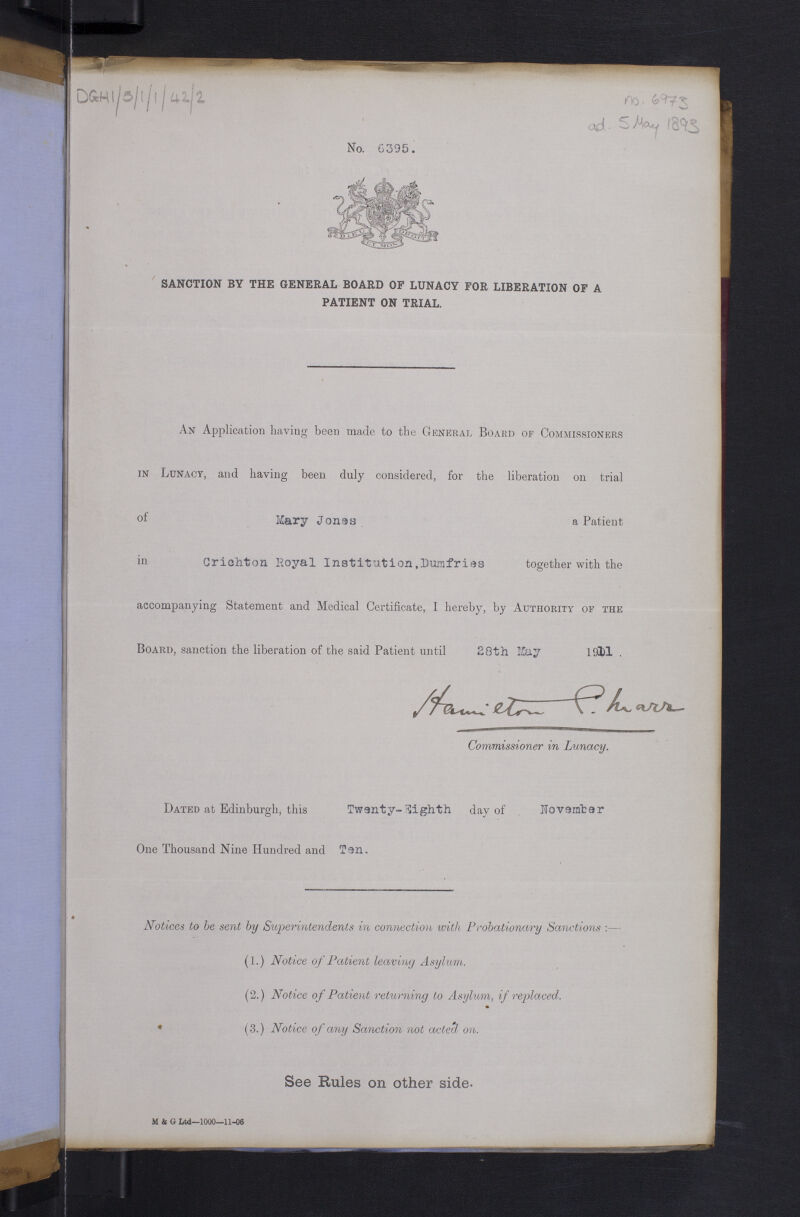 DGH1/5/1/1/42/2
no. 6973
ad. 5 May 1893
No. 6395.
DIEU ET MON DROIT
SANCTION BY THE GENERAL BOARD OF LUNACY FOR LIBERATION OF A
PATIENT ON TRIAL.
AN Application having been made to the GENERAL BOARD OF COMMISSIONERS
IN LUNACY, and having been duly considered, for the liberation on trial
of Mary Jones a Patient
in Crichton Royal Institution, Dumfries together with the
accompanying Statement and Medical Certificate, I hereby, by AUTHORITY OF THE
BOARD, sanction the liberation of the said Patient until 28th May 1911.
Hamilton C. Marr
Commissioner in Lunacy.
DATED at Edinburgh, this Twenty-Eighth day of November
One Thousand Nine Hundred and Ten.
Notices to be sent by Superintendents in connection with Probationary Sanctions :—
(1.) Notice of Patient leaving Asylum.
(2.) Notice of Patient returning to Asylum, if replaced.
(3.) Notice of any Sanction not acted on.
See Rules on other side.
M & G Ltd—1000—11-06